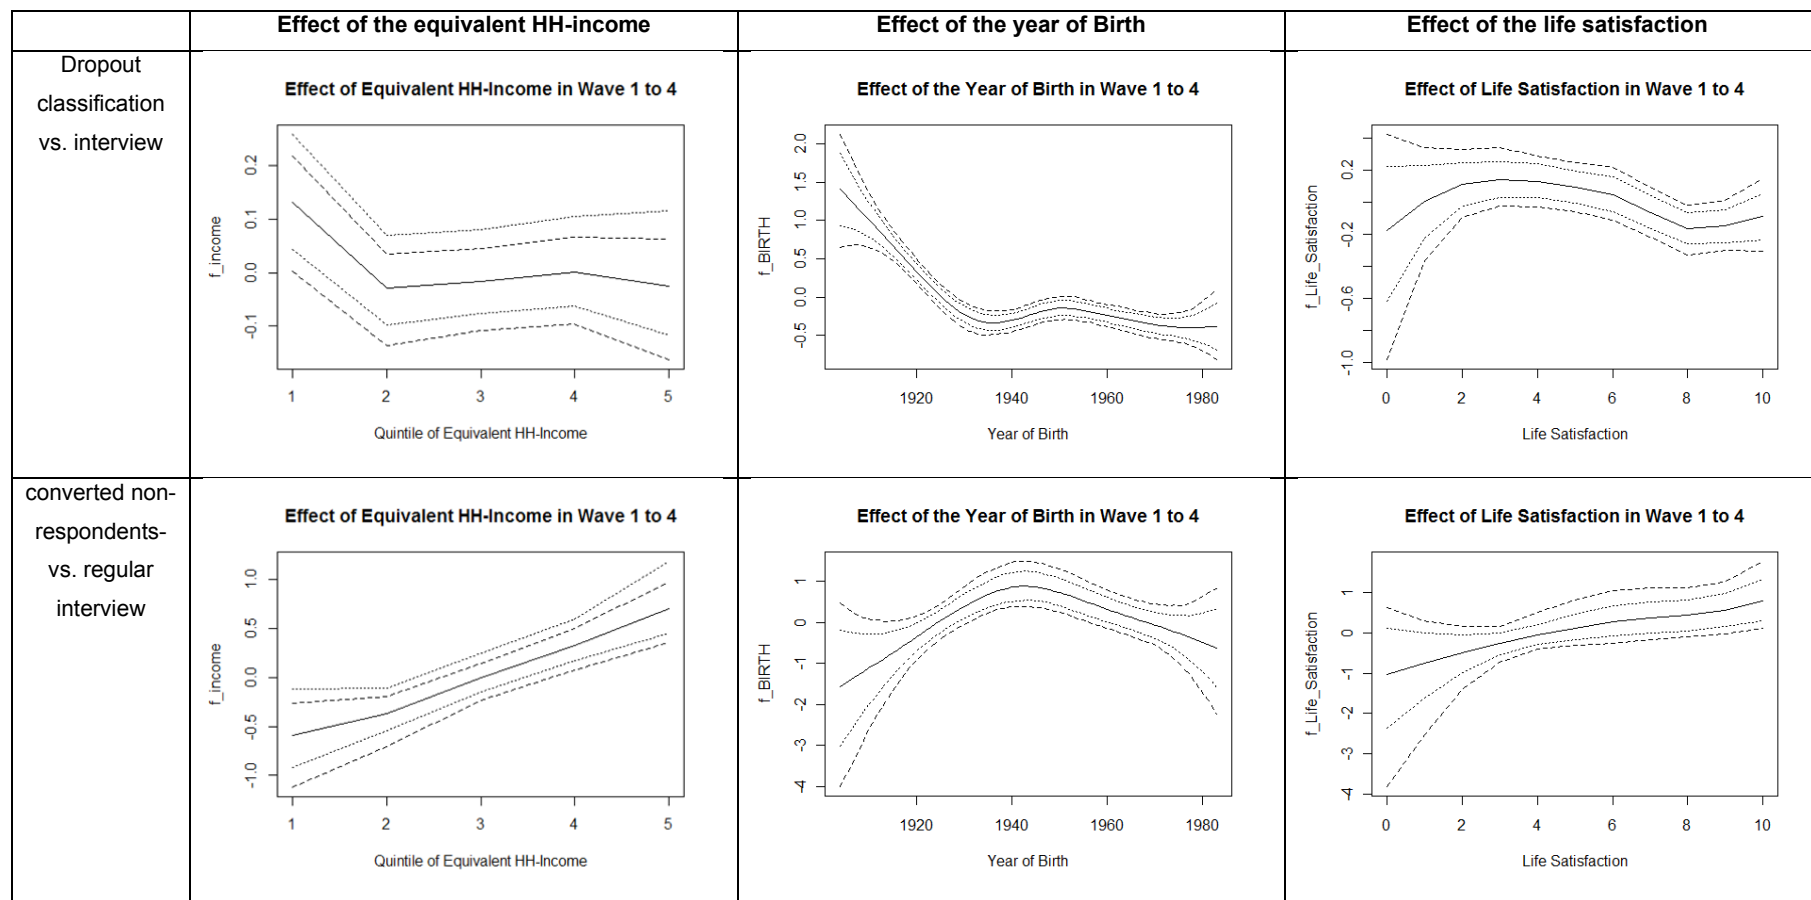 Effect of the equivalent HH-income
Effect of the year of Birth
Effect of the life satisfaction
Dropout
classification
vs. interview
Effect of Equivalent HH-Income in Wave 1 to 4
f_income
0.2
0.1
0.0
-0.1
1 2 3 4 5
Quintile of Equivalent HH-Income
Effect of the Year of Birth in Wave 1 to 4
f_BIRTH
2.0
1.5
1.0
0.5
0.0
-0.5
1920 1940 1960 1980
Year of Birth
Effect of Life Satisfaction in Wave 1 to 4
f_Life_Satisfaction
0.2
-0.2
-0.6
-1.0
0 2 4 6 8 10
Life Satisfaction
converted non-
respondents-
vs. regular
interview
Effect of Equivalent HH-Income in Wave 1 to 4
f_income
1.0
0.5
0.0
-0.5
-1.0
1 2 3 4 5
Quintile of Equivalent HH-Income
Effect of the Year of Birth in Wave 1 to 4
f_BIRTH
1
0
-1
-2
-3
-4
1920 1940 1960 1980
Year of Birth
Effect of Life Satisfaction in Wave 1 to 4
f_Life_Satisfaction
1
0
-1
-2
-3
-4
0 2 4 6 8 10
Life Satisfaction